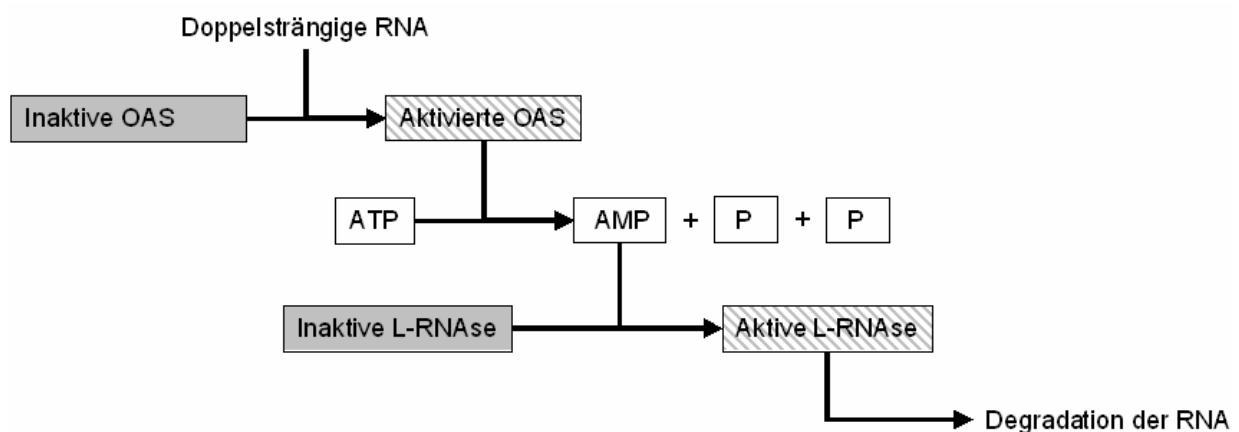 Doppelsträngige RNA
Inaktive OAS
Aktivierte OAS
ATP
AMP + P + P
Inaktive L-RNAse
Aktive L-RNAse
Degradation der RNA